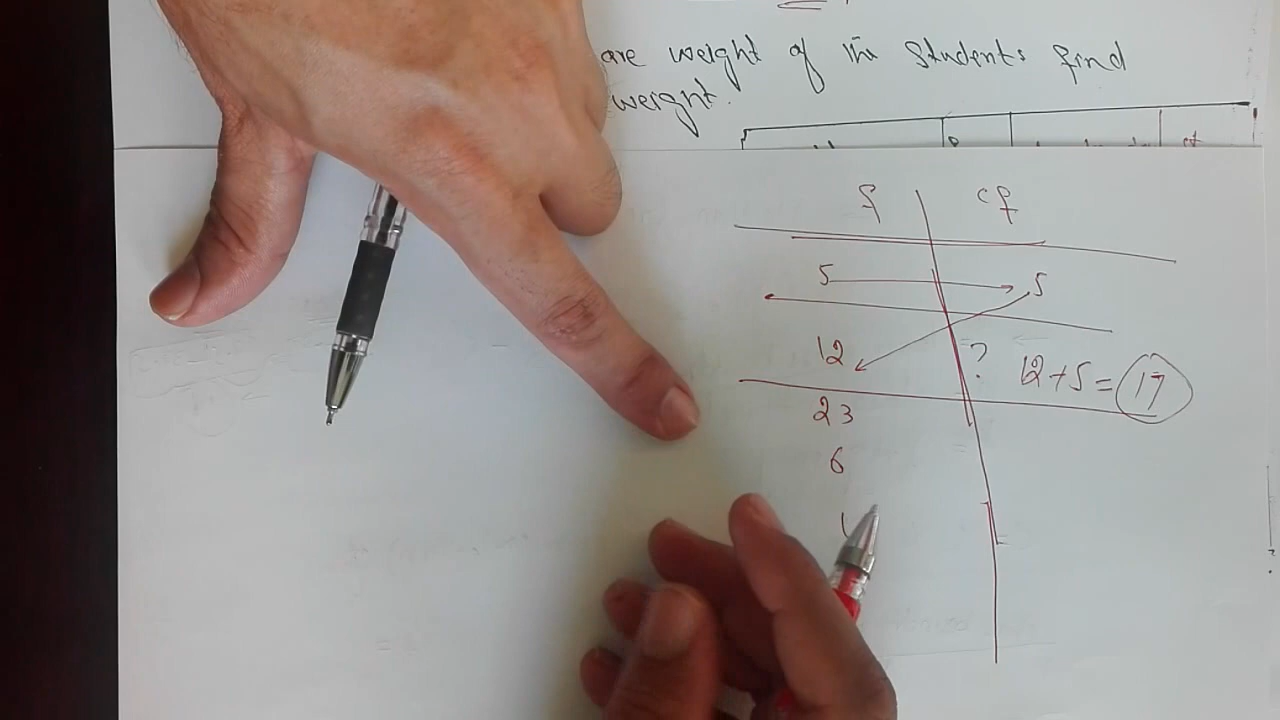 are weight of the students find
weight.
f cf
5 5
12 ? 12+5=17
23
6